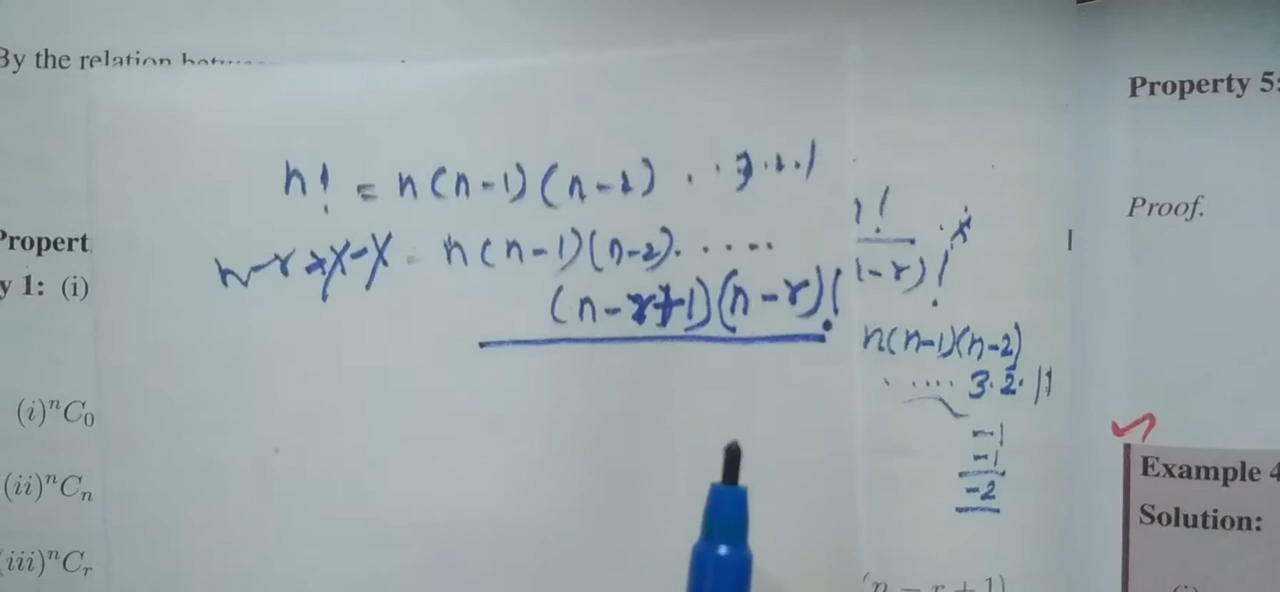 By the relation
n! = n(n-1)(n-2) . . 3.2.1
n-r+x-x = n(n-1)(n-2). ....
(n-r+1)(n-r)!
Propert
y 1: (i)
(i) ⁿC₀
(ii) ⁿCₙ
(iii) ⁿCᵣ
!
-r)!
n(n-1)(n-2)
..... 3.2.1
-1
-1
-2
(n - r + 1)
Property 5:
Proof.
Example 4
Solution: